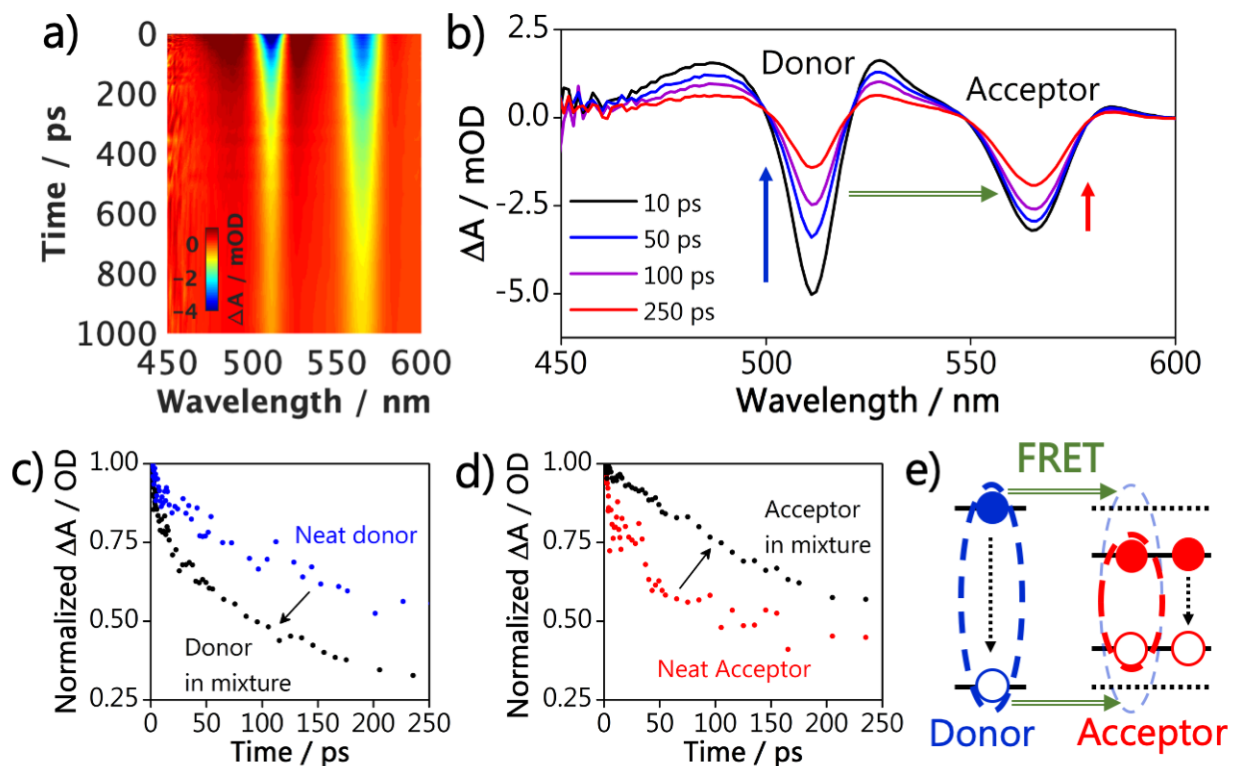 a)
0
200
400
600
800
1000
Time / ps
0
−2
−4
ΔA / mOD
450 500 550 600
Wavelength / nm
b)
2.5
0.0
-2.5
-5.0
ΔA / mOD
Donor
Acceptor
10 ps
50 ps
100 ps
250 ps
450 500 550 600
Wavelength / nm
c)
1.00
0.75
0.50
0.25
Normalized ΔA / OD
Neat donor
Donor
in mixture
0 50 100 150 200 250
Time / ps
d)
1.00
0.75
0.50
0.25
Normalized ΔA / OD
Acceptor
in mixture
Neat Acceptor
0 50 100 150 200 250
Time / ps
e)
FRET
Donor
Acceptor